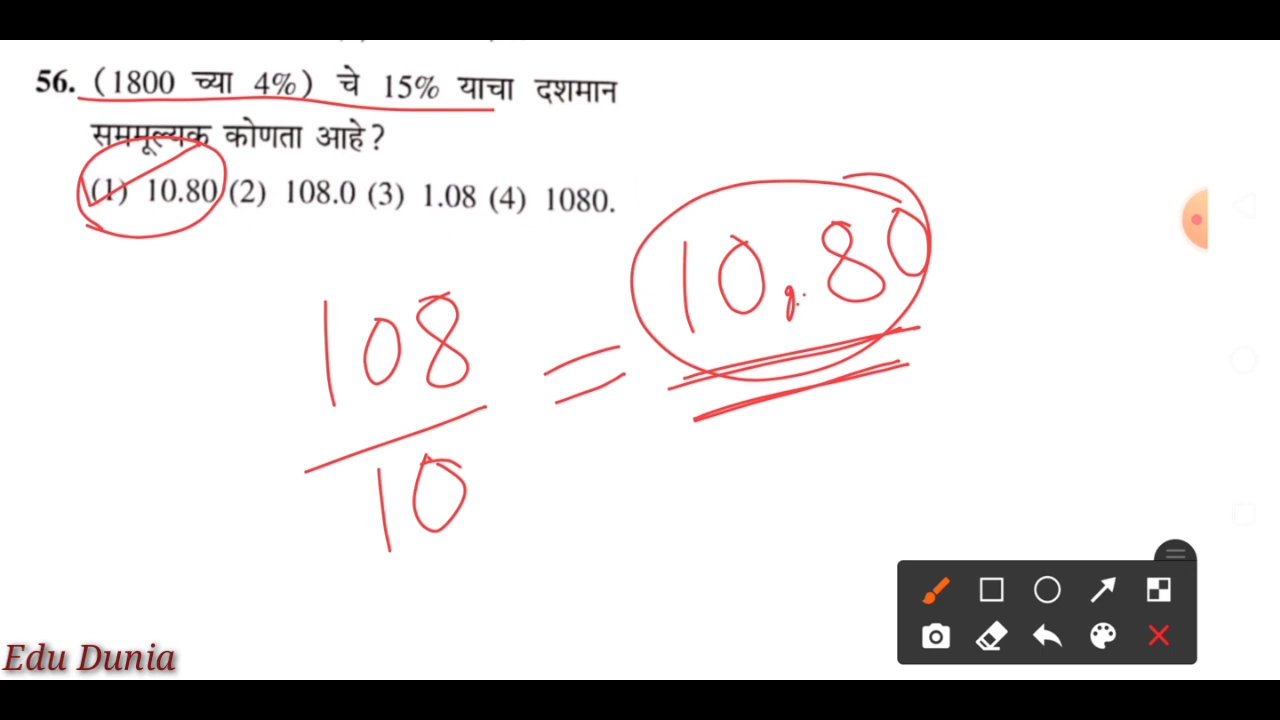 56. (1800 च्या 4%) चे 15% याचा दशमान
सममूल्यक कोणता आहे?
(1) 10.80 (2) 108.0 (3) 1.08 (4) 1080.
108
10
=
10.80
Edu Dunia